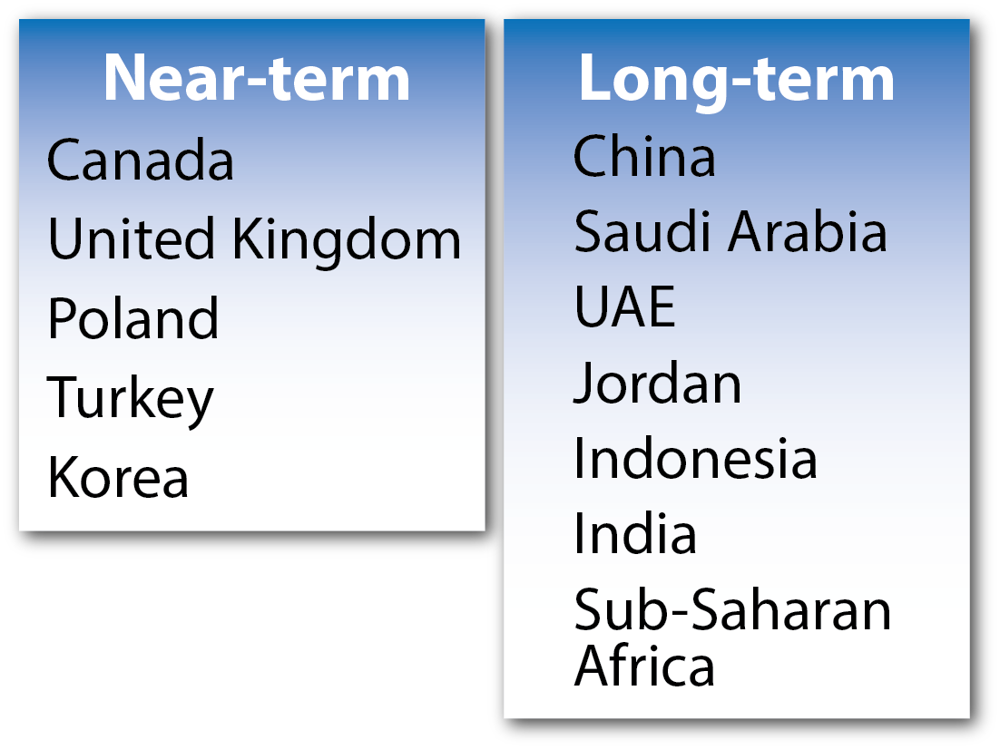 Near-term
Canada
United Kingdom
Poland
Turkey
Korea
Long-term
China
Saudi Arabia
UAE
Jordan
Indonesia
India
Sub-Saharan
Africa